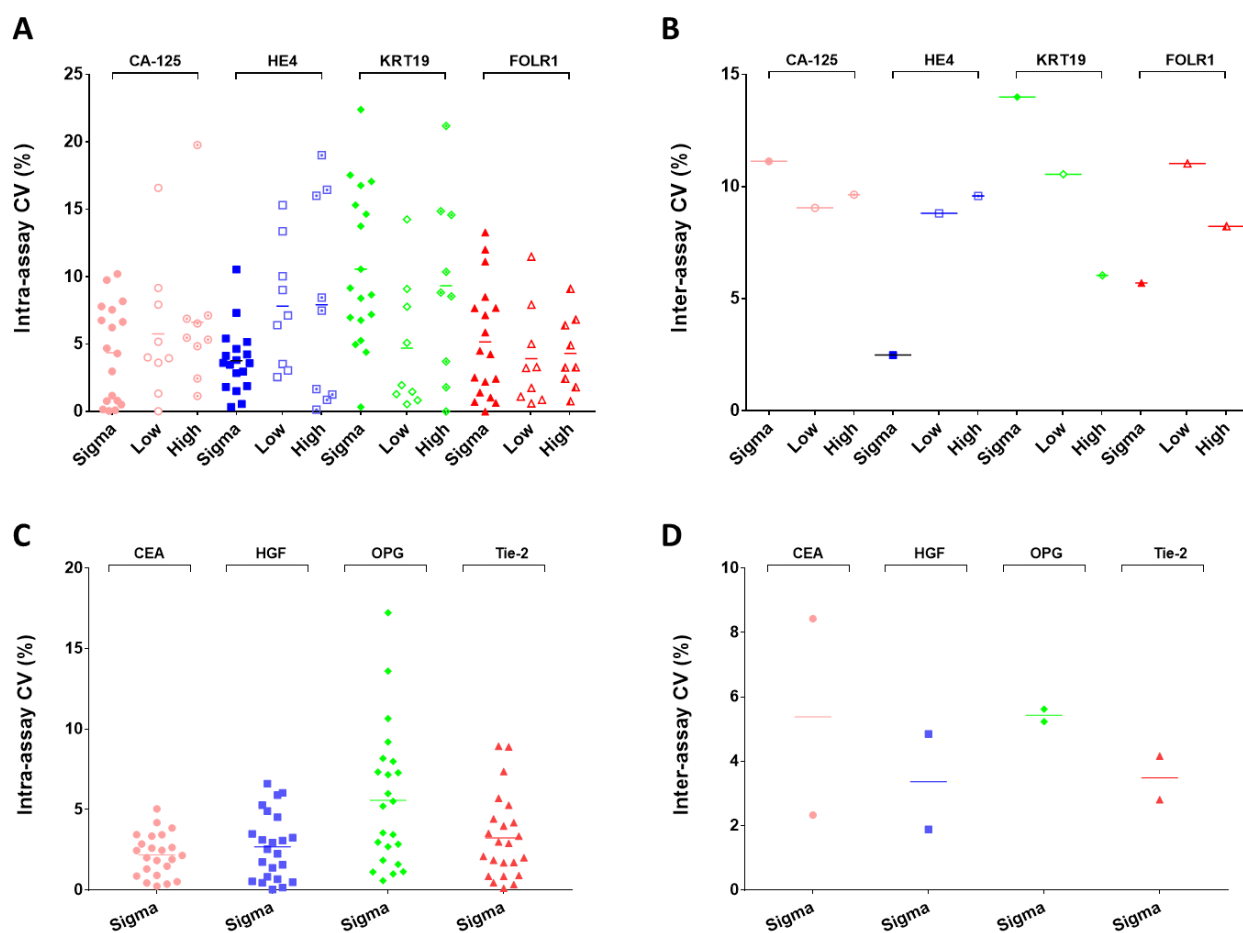 A
CA-125 HE4 KRT19 FOLR1
Intra-assay CV (%)
25
20
15
10
5
0
Sigma Low High Sigma Low High Sigma Low High Sigma Low High
B
CA-125 HE4 KRT19 FOLR1
Inter-assay CV (%)
15
10
5
0
Sigma Low High Sigma Low High Sigma Low High Sigma Low High
C
CEA HGF OPG Tie-2
Intra-assay CV (%)
20
15
10
5
0
Sigma Sigma Sigma Sigma
D
CEA HGF OPG Tie-2
Inter-assay CV (%)
10
8
6
4
2
0
Sigma Sigma Sigma Sigma